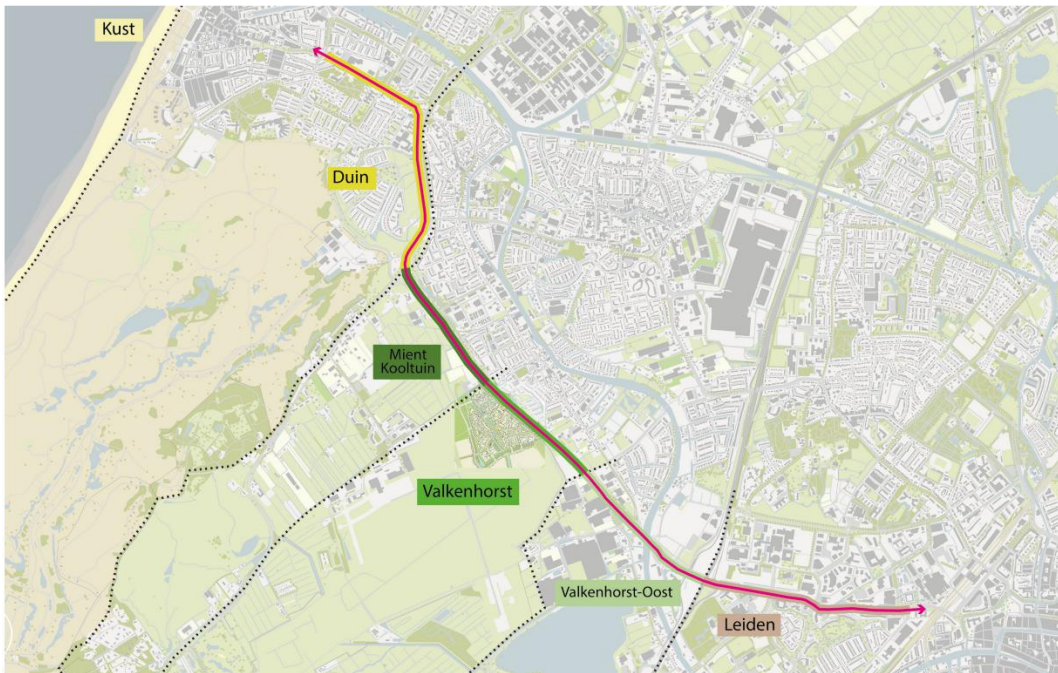 Kust
Duin
Mient
Kooltuin
Valkenhorst
Valkenhorst-Oost
Leiden